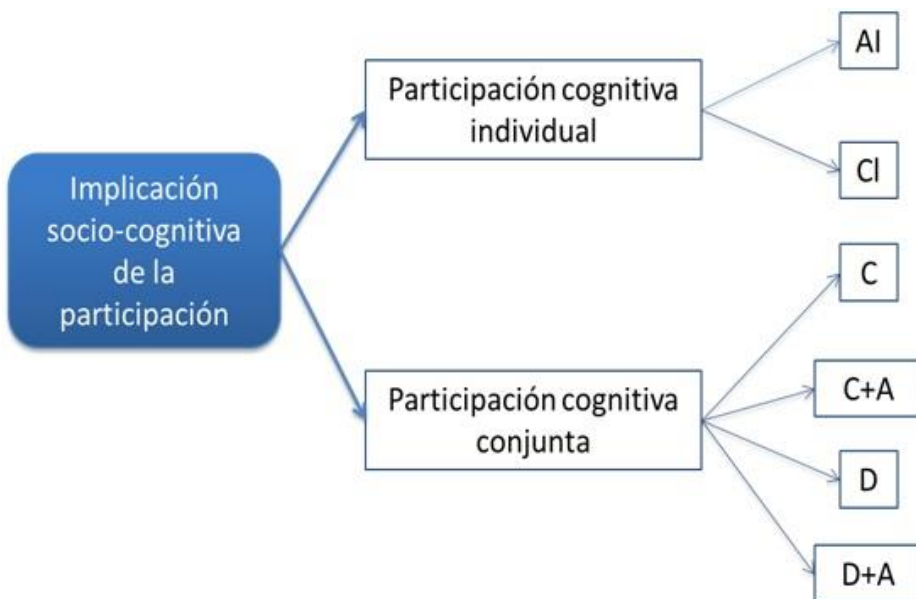 Implicación
socio-cognitiva
de la
participación
Participación cognitiva
individual
AI
CI
Participación cognitiva
conjunta
C
C+A
D
D+A